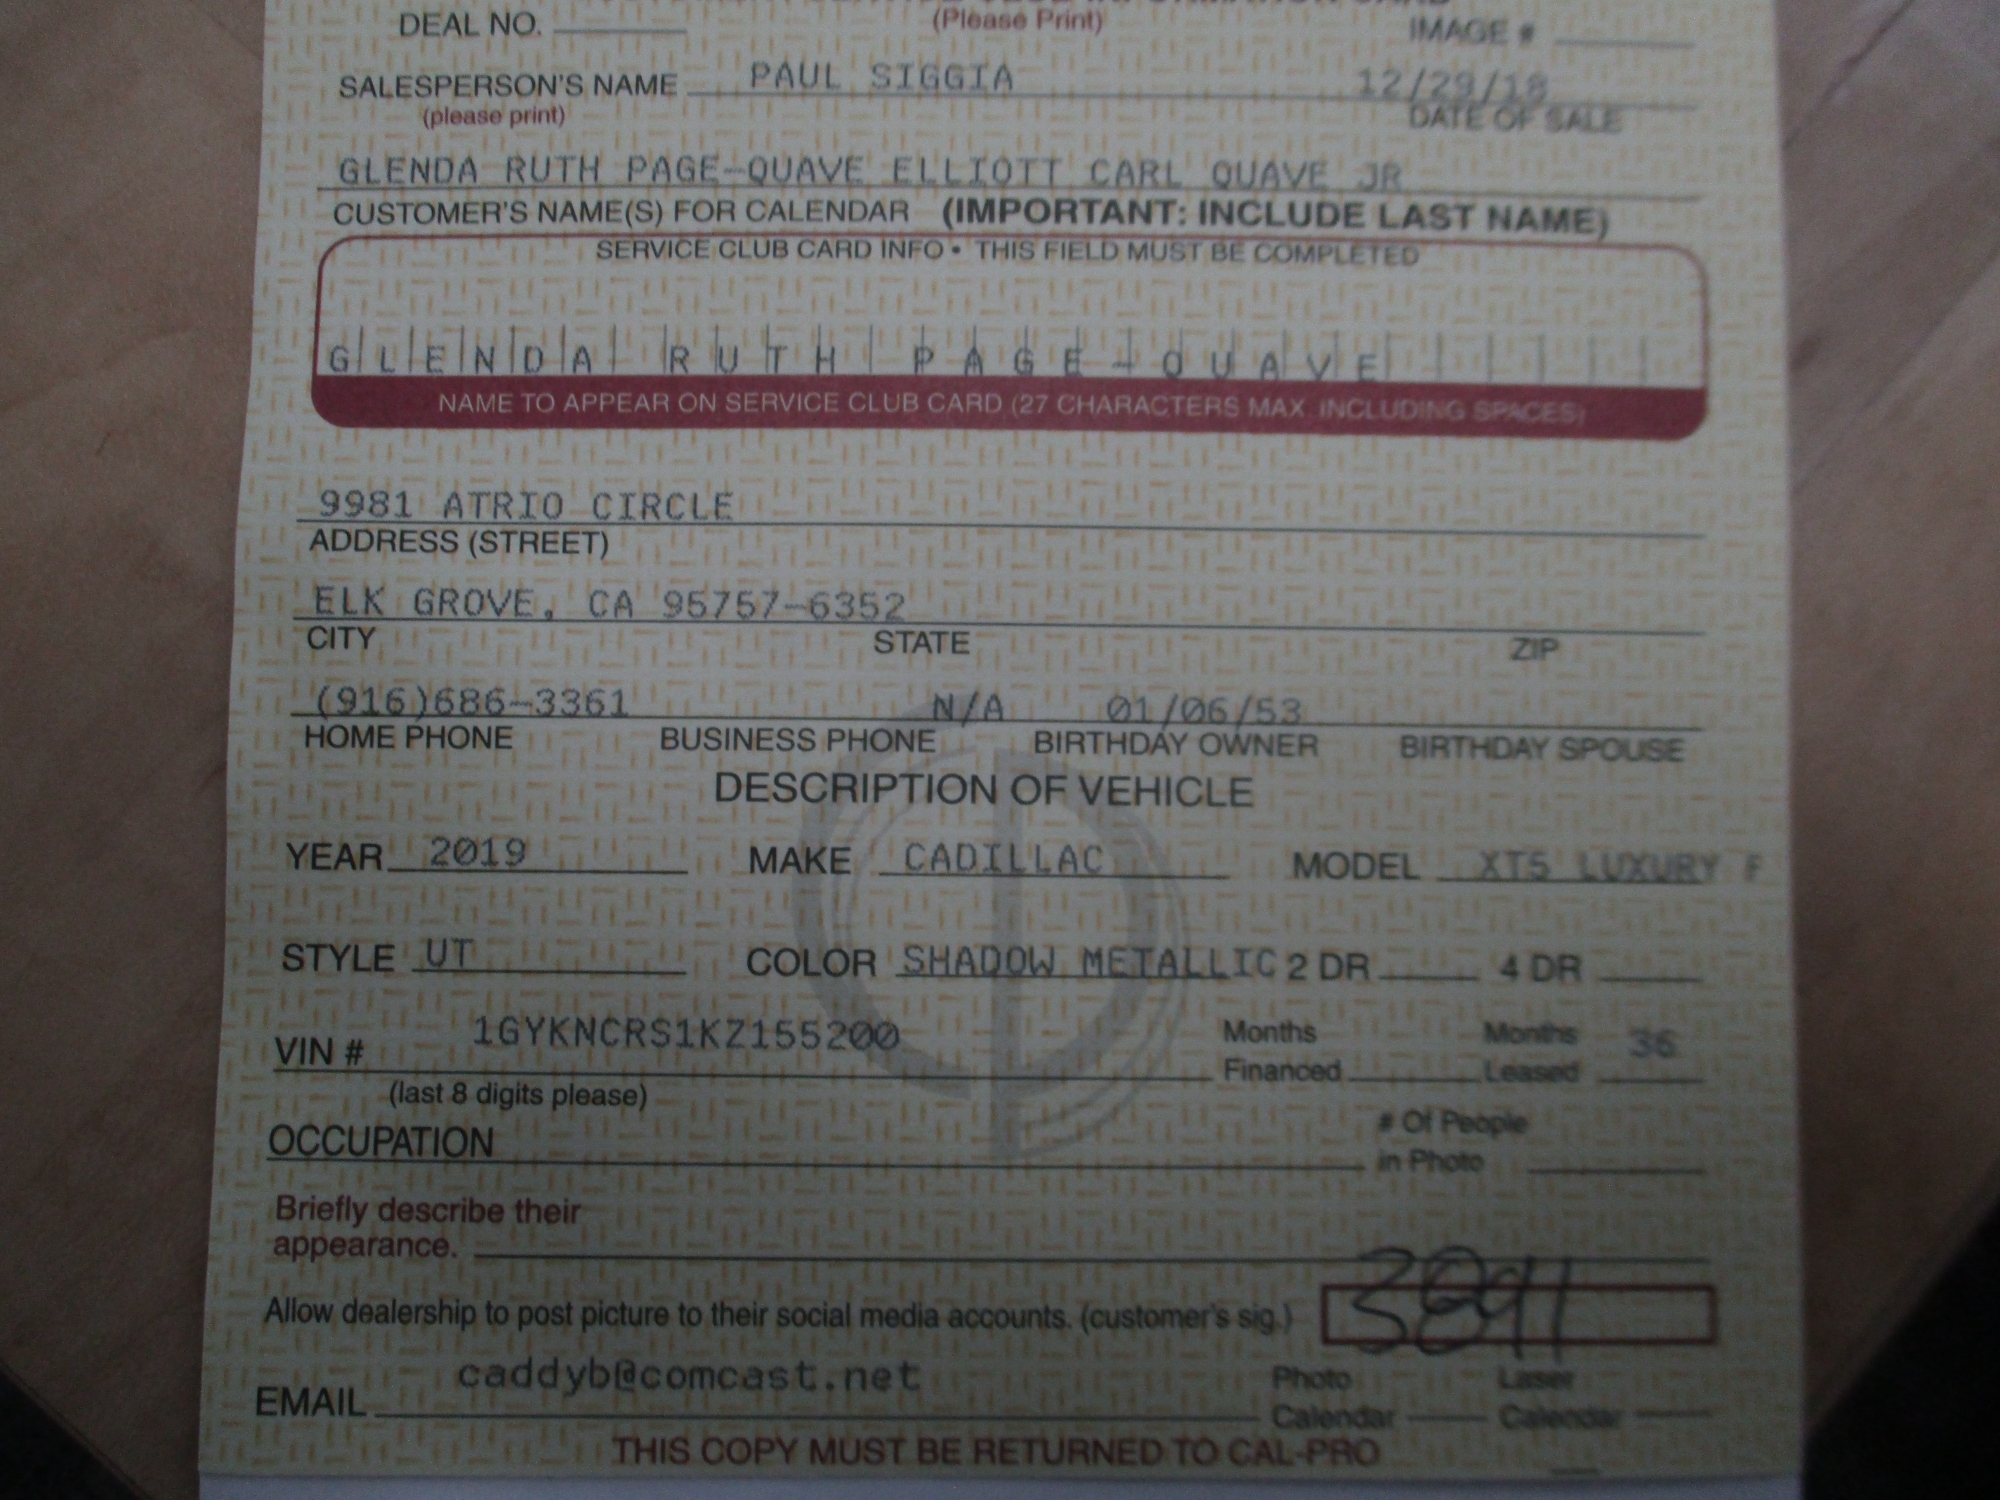 DEAL NO.
(Please Print)
IMAGE #
SALESPERSON'S NAME PAUL SIGGIA 12/29/18
(please print) DATE OF SALE
GLENDA RUTH PAGE-QUAVE ELLIOTT CARL QUAVE JR
CUSTOMER'S NAME(S) FOR CALENDAR (IMPORTANT: INCLUDE LAST NAME)
SERVICE CLUB CARD INFO • THIS FIELD MUST BE COMPLETED
GLENDA RUTH PAGE-QUAVE
NAME TO APPEAR ON SERVICE CLUB CARD (27 CHARACTERS MAX. INCLUDING SPACES)
9981 ATRIO CIRCLE
ADDRESS (STREET)
ELK GROVE, CA 95757-6352
CITY STATE ZIP
(916)686-3361 N/A 01/06/53
HOME PHONE BUSINESS PHONE BIRTHDAY OWNER BIRTHDAY SPOUSE
DESCRIPTION OF VEHICLE
YEAR 2019 MAKE CADILLAC MODEL XT5 LUXURY F
STYLE UT COLOR SHADOW METALLIC 2 DR 4 DR
VIN # 1GYKNCRS1KZ155200 Months Financed Months Leased 36
(last 8 digits please)
OCCUPATION # Of People in Photo
Briefly describe their
appearance.
Allow dealership to post picture to their social media accounts. (customer's sig.)
EMAIL caddyb@comcast.net Photo Calendar Laser Calendar
THIS COPY MUST BE RETURNED TO CAL-PRO